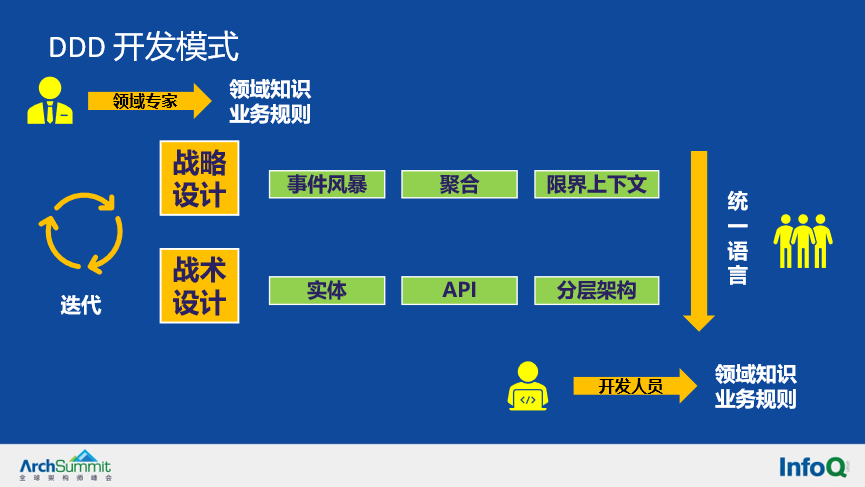 DDD 开发模式
领域专家
领域知识
业务规则
战略
设计
事件风暴
聚合
限界上下文
统
一
语
言
迭代
战术
设计
实体
API
分层架构
开发人员
领域知识
业务规则
ArchSummit
全球架构师峰会
InfoQ